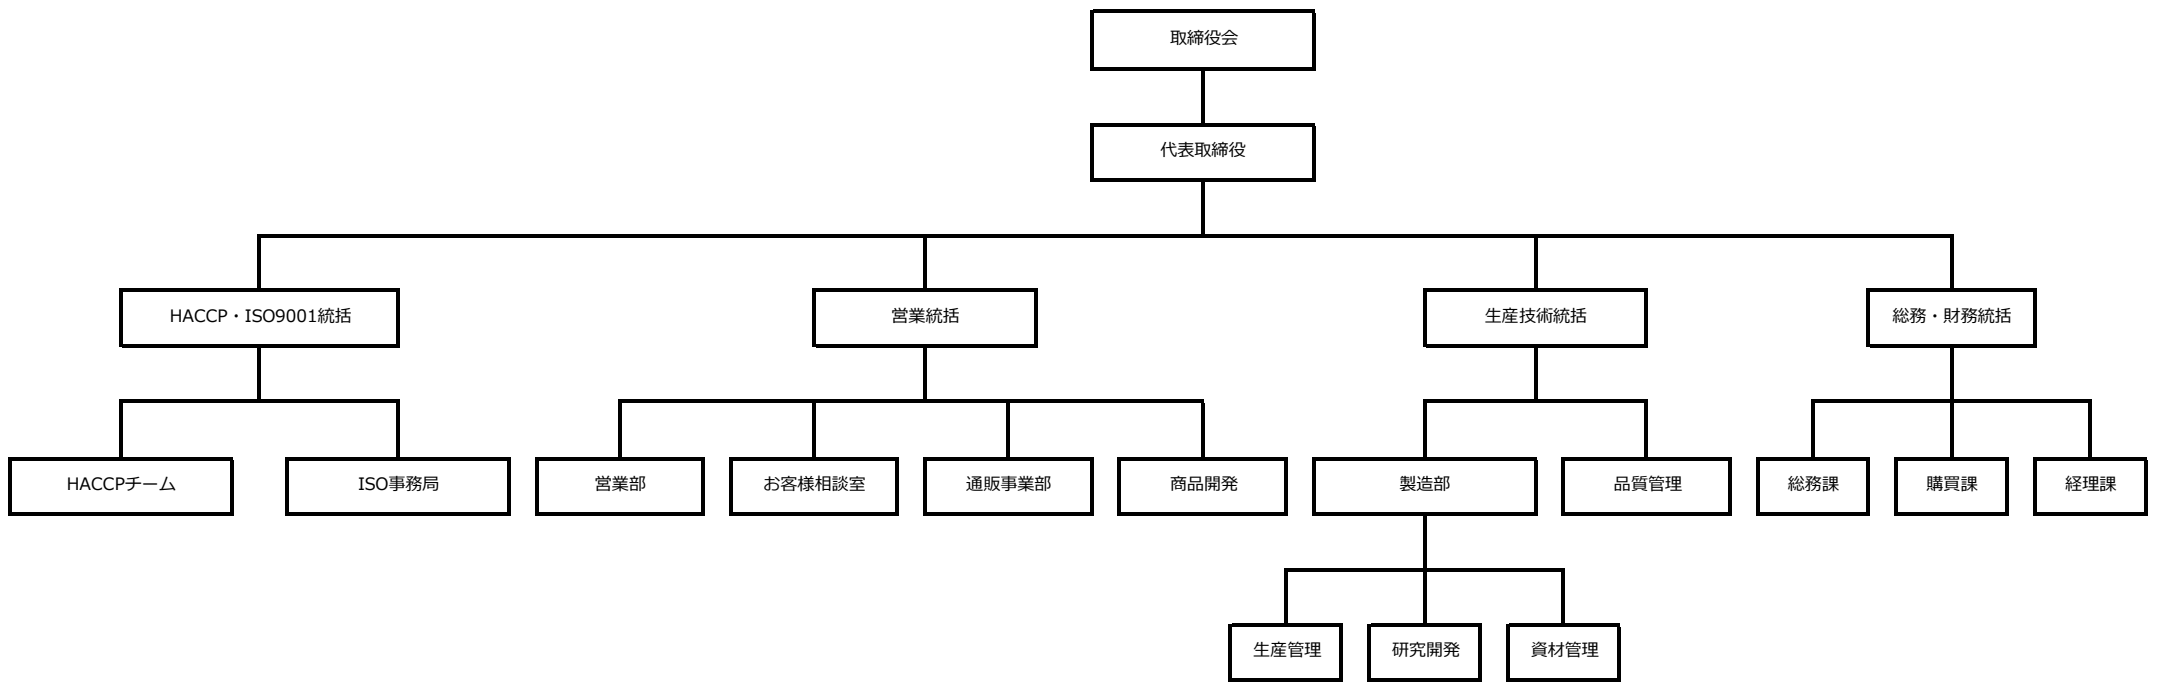 取締役会
代表取締役
HACCP・ISO9001統括
営業統括
生産技術統括
総務・財務統括
HACCPチーム
ISO事務局
営業部
お客様相談室
通販事業部
商品開発
製造部
品質管理
総務課
購買課
経理課
生産管理
研究開発
資材管理